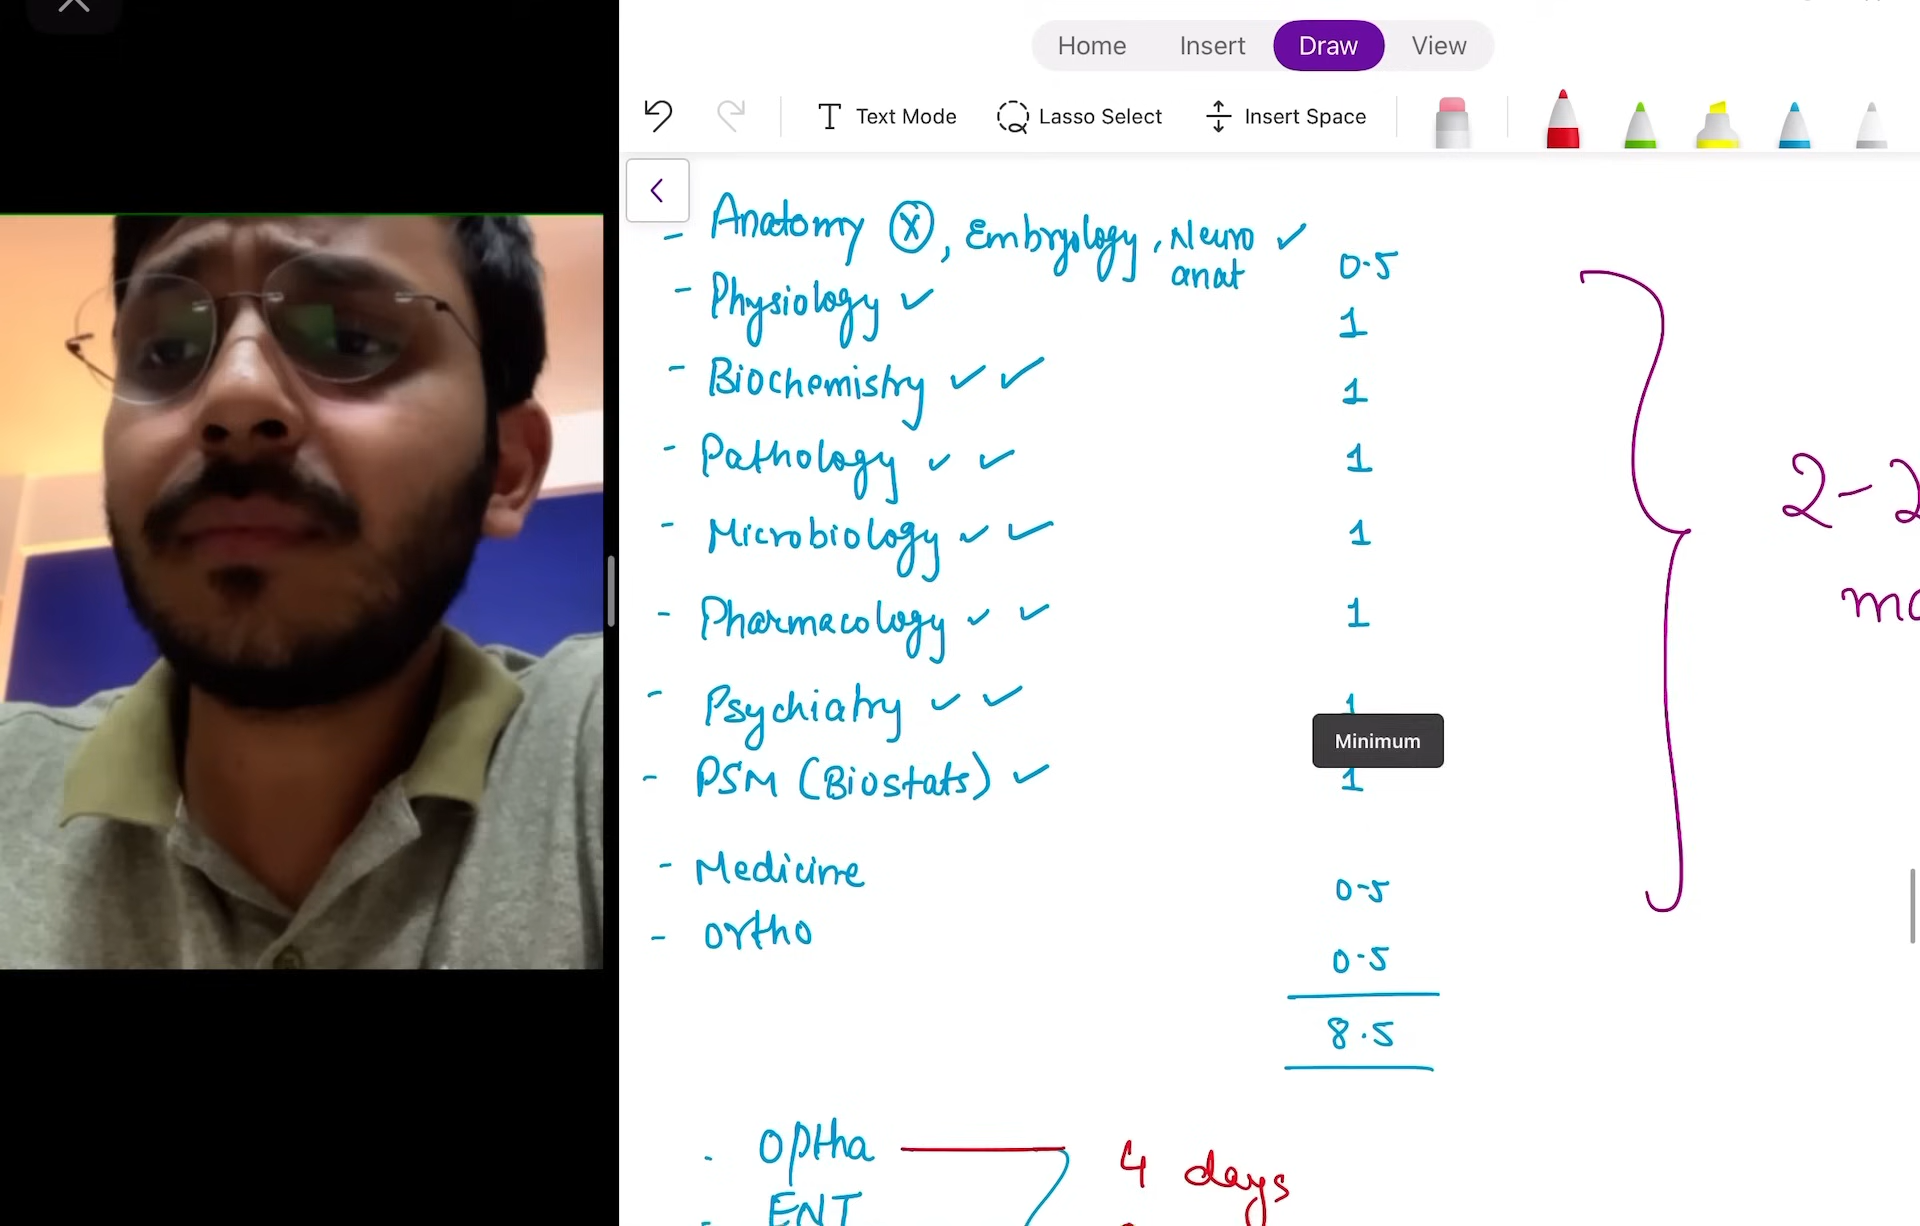 Home Insert Draw View
Text Mode Lasso Select Insert Space
- Anatomy X, Embryology, Neuro ✓
anat 0.5
- Physiology ✓ 1
- Biochemistry ✓ ✓ 1
- Pathology ✓ ✓ 1
- Microbiology ✓ ✓ 1
- Pharmacology ✓ ✓ 1
- Psychiatry ✓ ✓ 1
Minimum
- PSM (Biostats) ✓ 1
- Medicine 0.5
- Ortho 0.5
8.5
2-2
mo
. Optha 4 days
. ENT